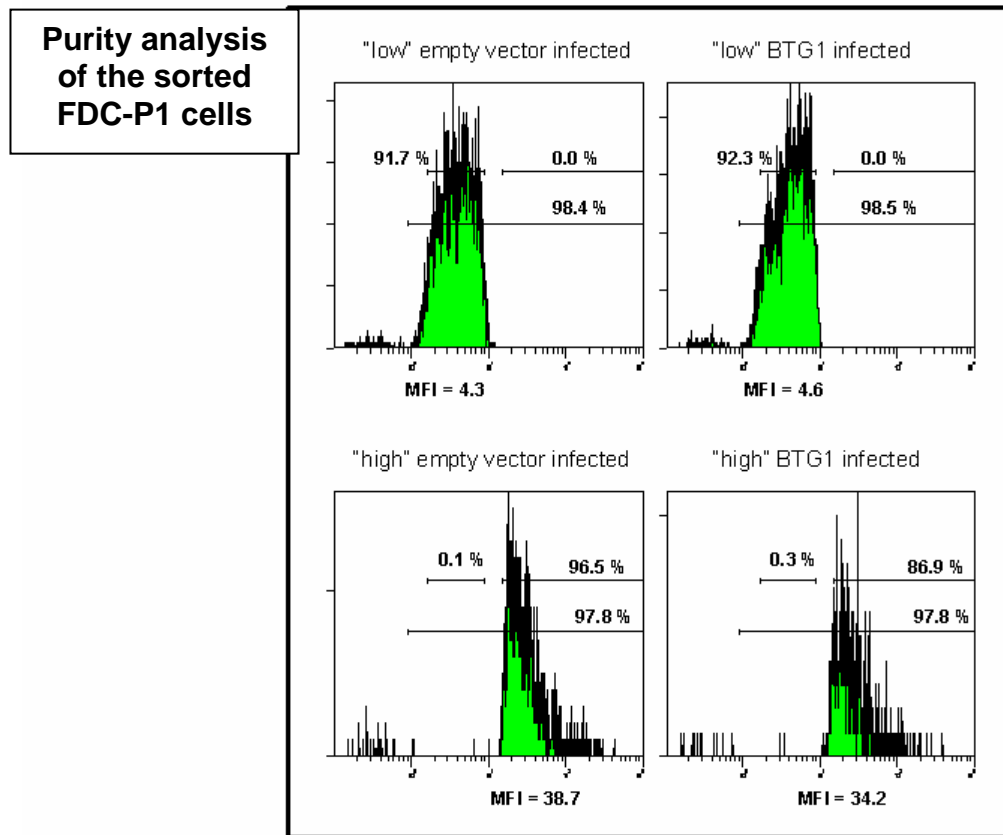 Purity analysis
of the sorted
FDC-P1 cells
"low" empty vector infected
91.7 %
0.0 %
98.4 %
MFI = 4.3
"low" BTG1 infected
92.3 %
0.0 %
98.5 %
MFI = 4.6
"high" empty vector infected
0.1 %
96.5 %
97.8 %
MFI = 38.7
"high" BTG1 infected
0.3 %
86.9 %
97.8 %
MFI = 34.2